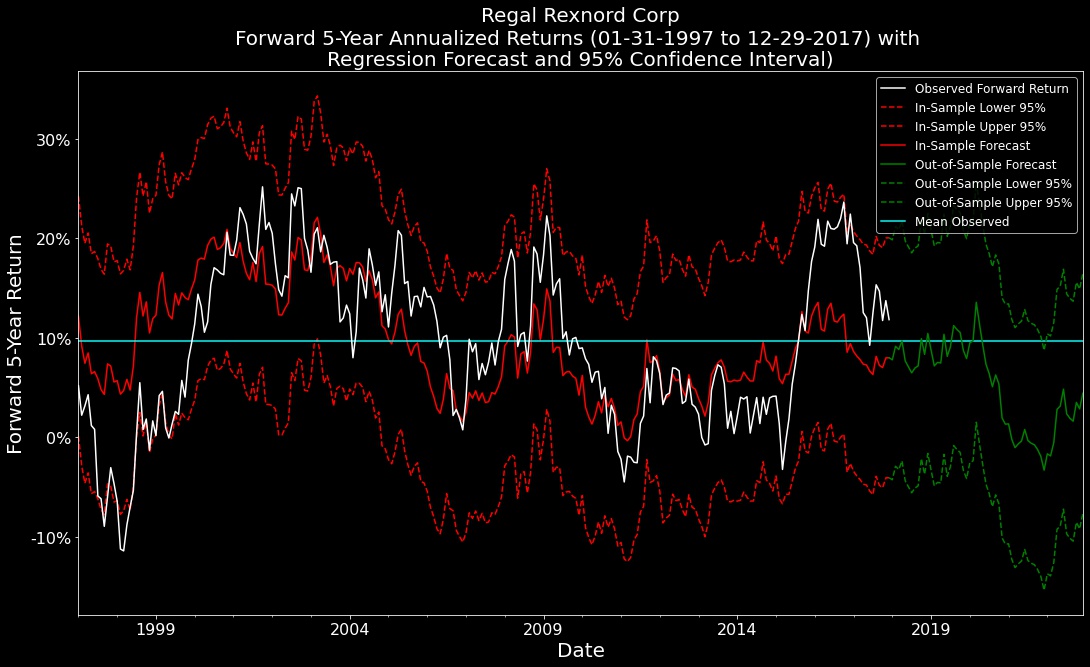 Regal Rexnord Corp
Forward 5-Year Annualized Returns (01-31-1997 to 12-29-2017) with
Regression Forecast and 95% Confidence Interval)
Observed Forward Return
In-Sample Lower 95%
In-Sample Upper 95%
In-Sample Forecast
Out-of-Sample Forecast
Out-of-Sample Lower 95%
Out-of-Sample Upper 95%
Mean Observed
Forward 5-Year Return
30%
20%
10%
0%
-10%
1999
2004
2009
2014
2019
Date